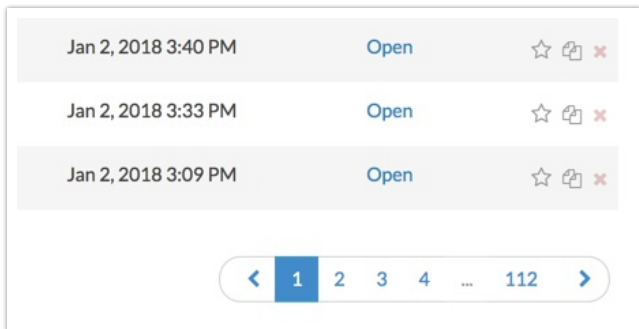 Jan 2, 2018 3:40 PM Open
Jan 2, 2018 3:33 PM Open
Jan 2, 2018 3:09 PM Open
1 2 3 4 ... 112